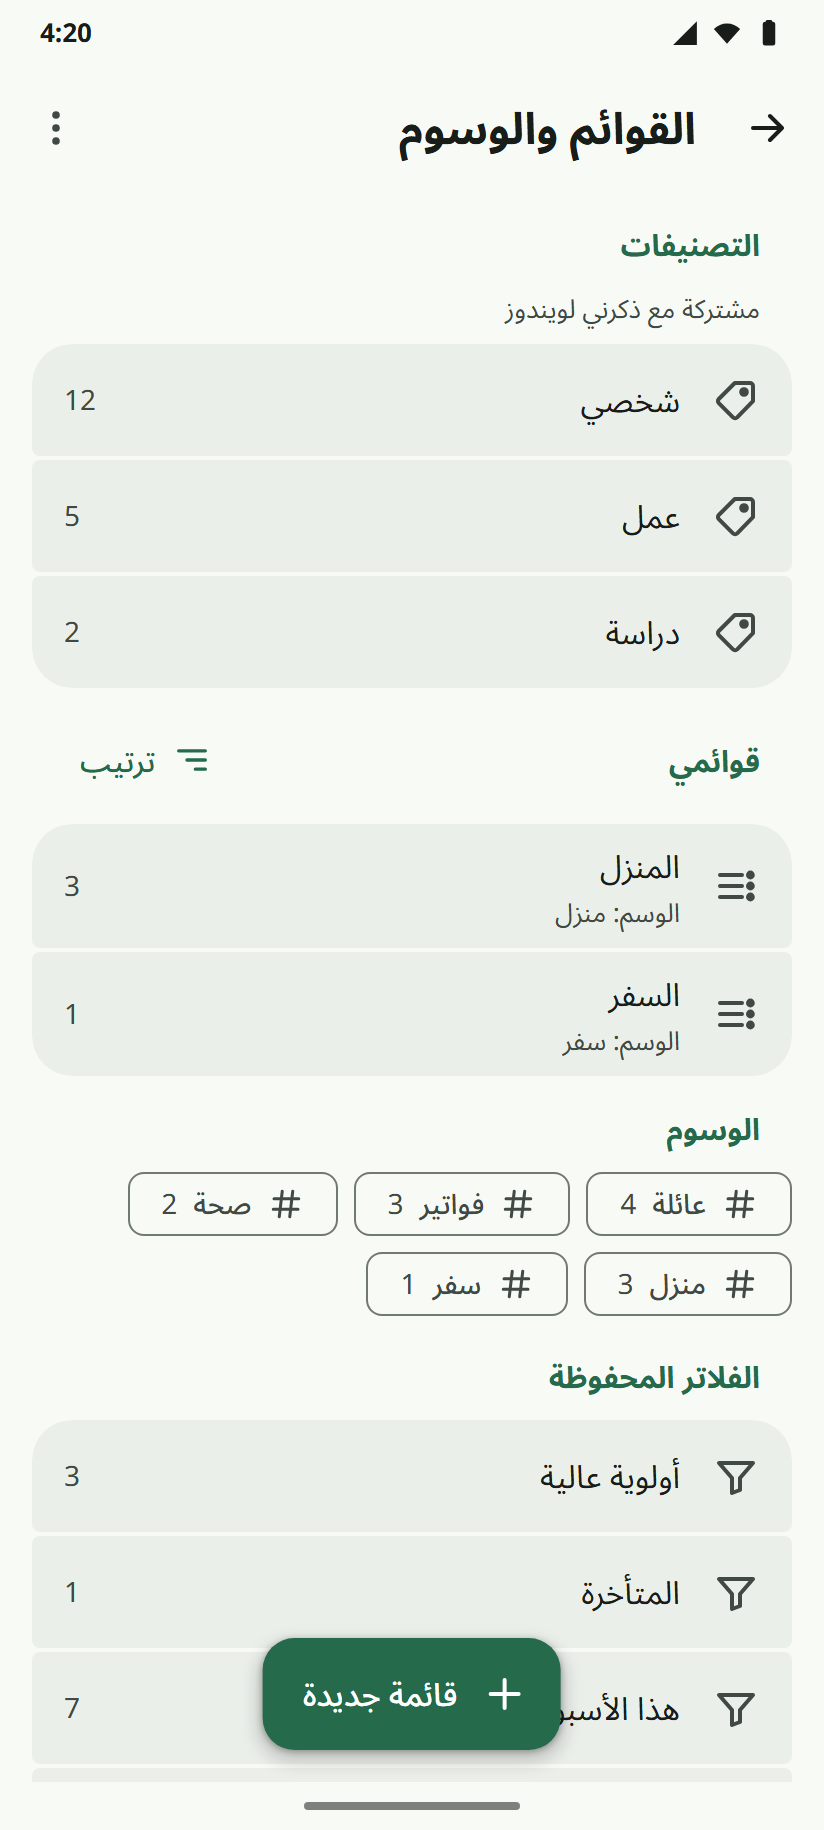 4:20
القوائم والوسوم
التصنيفات
مشتركة مع ذكرني لويندوز
شخصي 12
عمل 5
دراسة 2
قوائمي ترتيب
المنزل 3
الوسم: منزل
السفر 1
الوسم: سفر
الوسوم
# عائلة 4 # فواتير 3 # صحة 2
# منزل 3 # سفر 1
الفلاتر المحفوظة
أولوية عالية 3
المتأخرة 1
هذا 7
+ قائمة جديدة